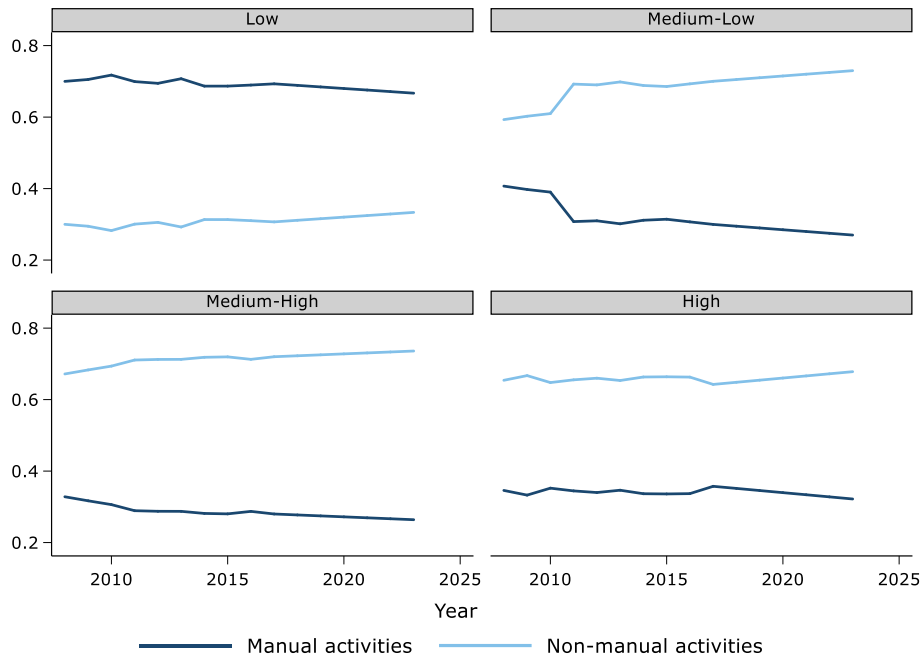 Low
Medium-Low
0.8
0.6
0.4
0.2
Medium-High
High
0.8
0.6
0.4
0.2
2010 2015 2020 2025 2010 2015 2020 2025
Year
Manual activities Non-manual activities